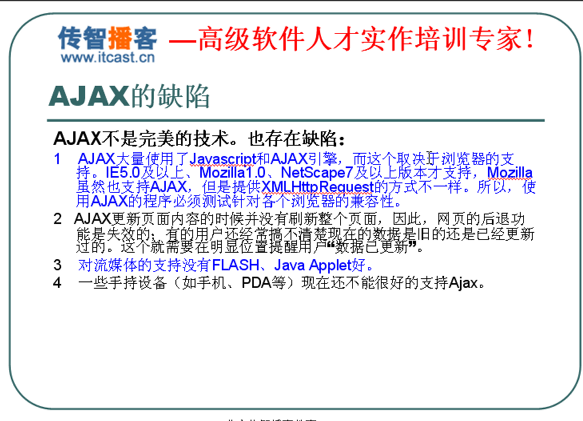 传智播客 —高级软件人才实作培训专家!
www.itcast.cn
AJAX的缺陷
AJAX不是完美的技术。也存在缺陷：
1 AJAX大量使用了Javascript和AJAX引擎，而这个取决于浏览器的支
持。IE5.0及以上、Mozilla1.0、NetScape7及以上版本才支持，Mozilla
虽然也支持AJAX，但是提供XMLHttpRequest的方式不一样。所以，使
用AJAX的程序必须测试针对各个浏览器的兼容性。
2 AJAX更新页面内容的时候并没有刷新整个页面，因此，网页的后退功
能是失效的；有的用户还经常搞不清楚现在的数据是旧的还是已经更新
过的。这个就需要在明显位置提醒用户“数据已更新”。
3 对流媒体的支持没有FLASH、Java Applet好。
4 一些手持设备（如手机、PDA等）现在还不能很好的支持Ajax。